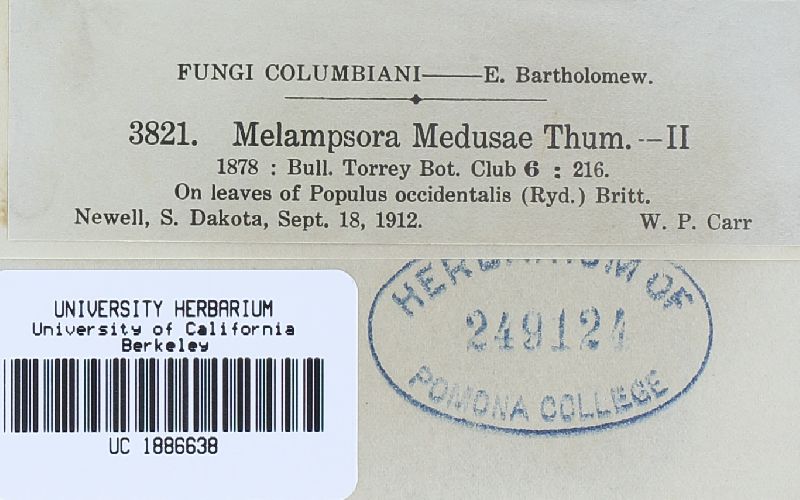 FUNGI COLUMBIANI——E. Bartholomew.
3821. Melampsora Medusae Thum.--II
1878 : Bull. Torrey Bot. Club 6 : 216.
On leaves of Populus occidentalis (Ryd.) Britt.
Newell, S. Dakota, Sept. 18, 1912. W. P. Carr
UNIVERSITY HERBARIUM
University of California
Berkeley
UC 1886638
HERBARIUM OF
249124
POMONA COLLEGE